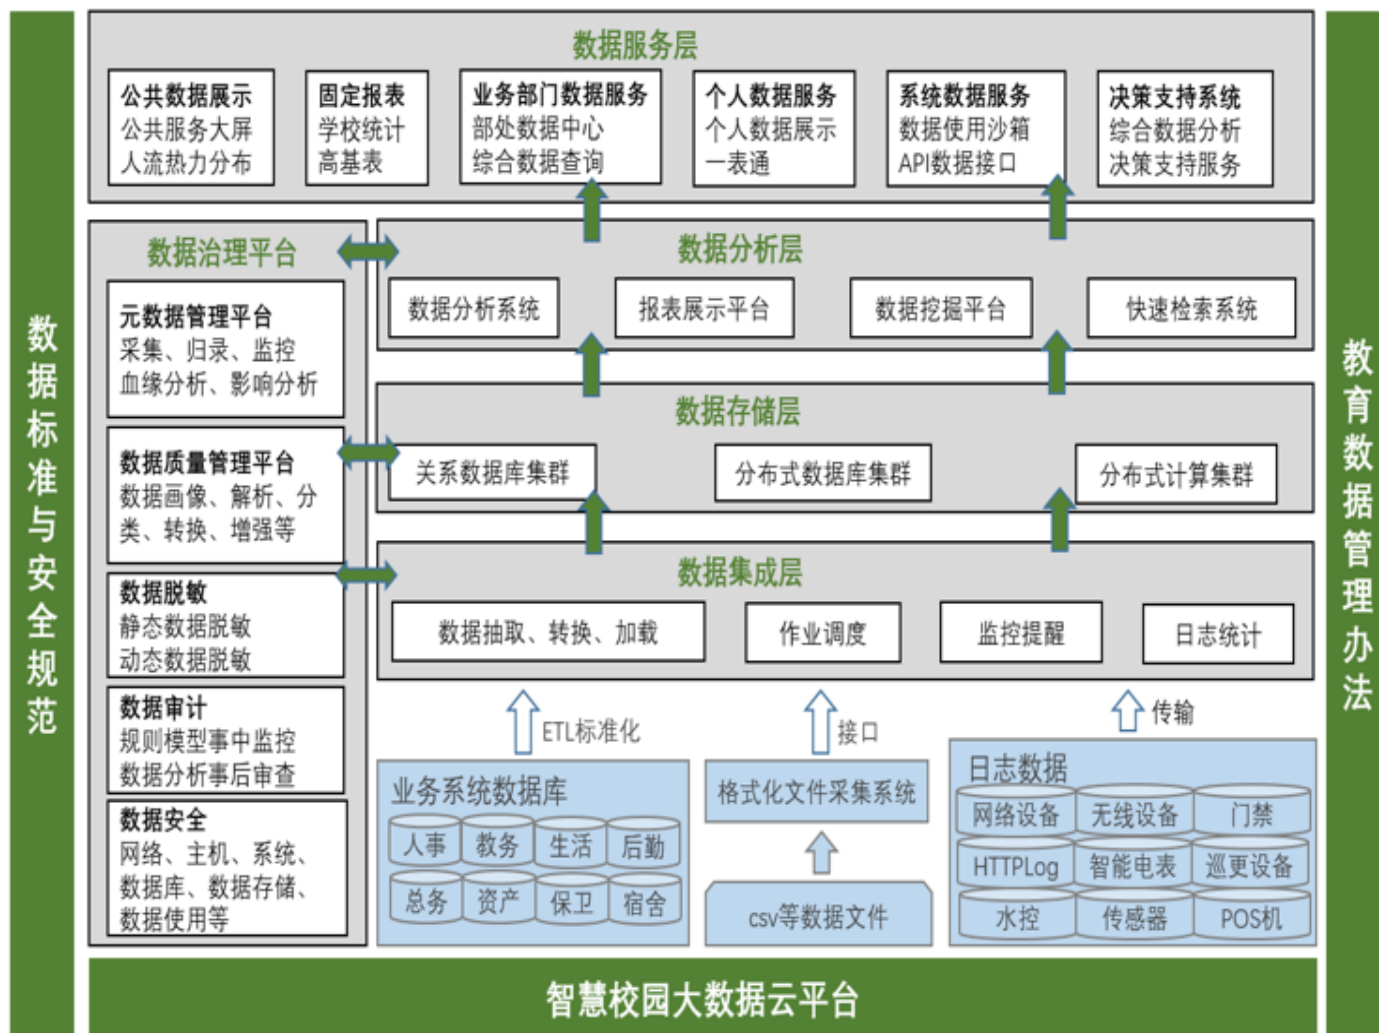 数据标准与安全规范
数据服务层
公共数据展示
公共服务大屏
人流热力分布
固定报表
学校统计
高基表
业务部门数据服务
部处数据中心
综合数据查询
个人数据服务
个人数据展示
一表通
系统数据服务
数据使用沙箱
API数据接口
决策支持系统
综合数据分析
决策支持服务
数据治理平台
元数据管理平台
采集、归录、监控
血缘分析、影响分析
数据质量管理平台
数据画像、解析、分
类、转换、增强等
数据脱敏
静态数据脱敏
动态数据脱敏
数据审计
规则模型事中监控
数据分析事后审查
数据安全
网络、主机、系统、
数据库、数据存储、
数据使用等
数据分析层
数据分析系统
报表展示平台
数据挖掘平台
快速检索系统
数据存储层
关系数据库集群
分布式数据库集群
分布式计算集群
数据集成层
数据抽取、转换、加载
作业调度
监控提醒
日志统计
ETL标准化
接口
传输
业务系统数据库
人事
教务
生活
后勤
总务
资产
保卫
宿舍
格式化文件采集系统
csv等数据文件
日志数据
网络设备
无线设备
门禁
HTTPLog
智能电表
巡更设备
水控
传感器
POS机
教育数据管理办法
智慧校园大数据云平台